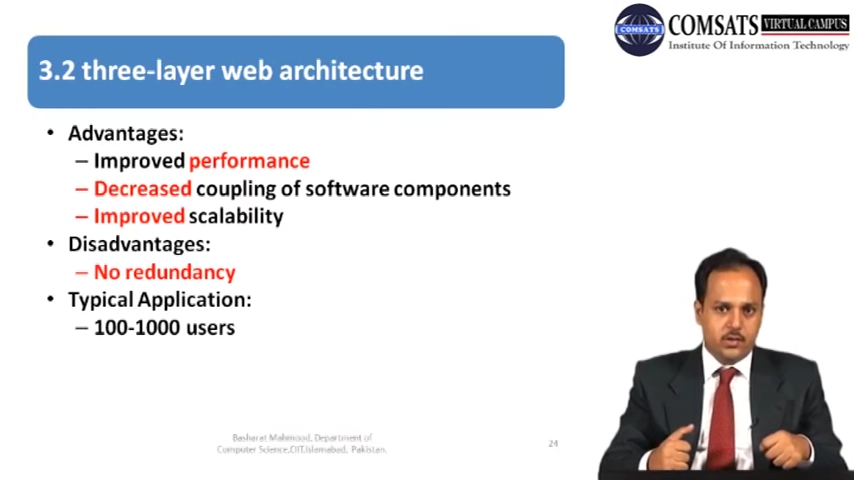 COMSATS VIRTUAL CAMPUS
COMSATS
Institute Of Information Technology
3.2 three-layer web architecture
• Advantages:
– Improved performance
– Decreased coupling of software components
– Improved scalability
• Disadvantages:
– No redundancy
• Typical Application:
– 100-1000 users
Basharat Mahmood, Department of
Computer Science,CIIT,Islamabad, Pakistan.
24